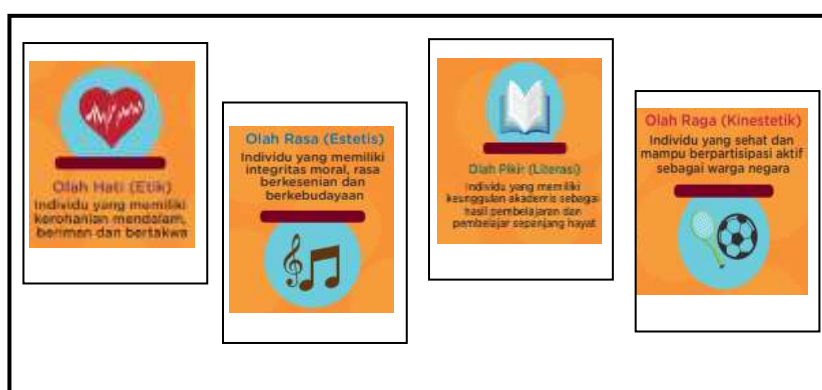 Olah Hati (Etik)
Individu yang memiliki
kerohanian mendalam,
beriman dan bertakwa
Olah Rasa (Estetis)
Individu yang memiliki
integritas moral, rasa
berkesenian dan
berkebudayaan
Olah Pikir (Literasi)
Individu yang memiliki
keunggulan akademis sebagai
hasil pembelajaran dan
pembelajar sepanjang hayat
Olah Raga (Kinestetik)
Individu yang sehat dan
mampu berpartisipasi aktif
sebagai warga negara